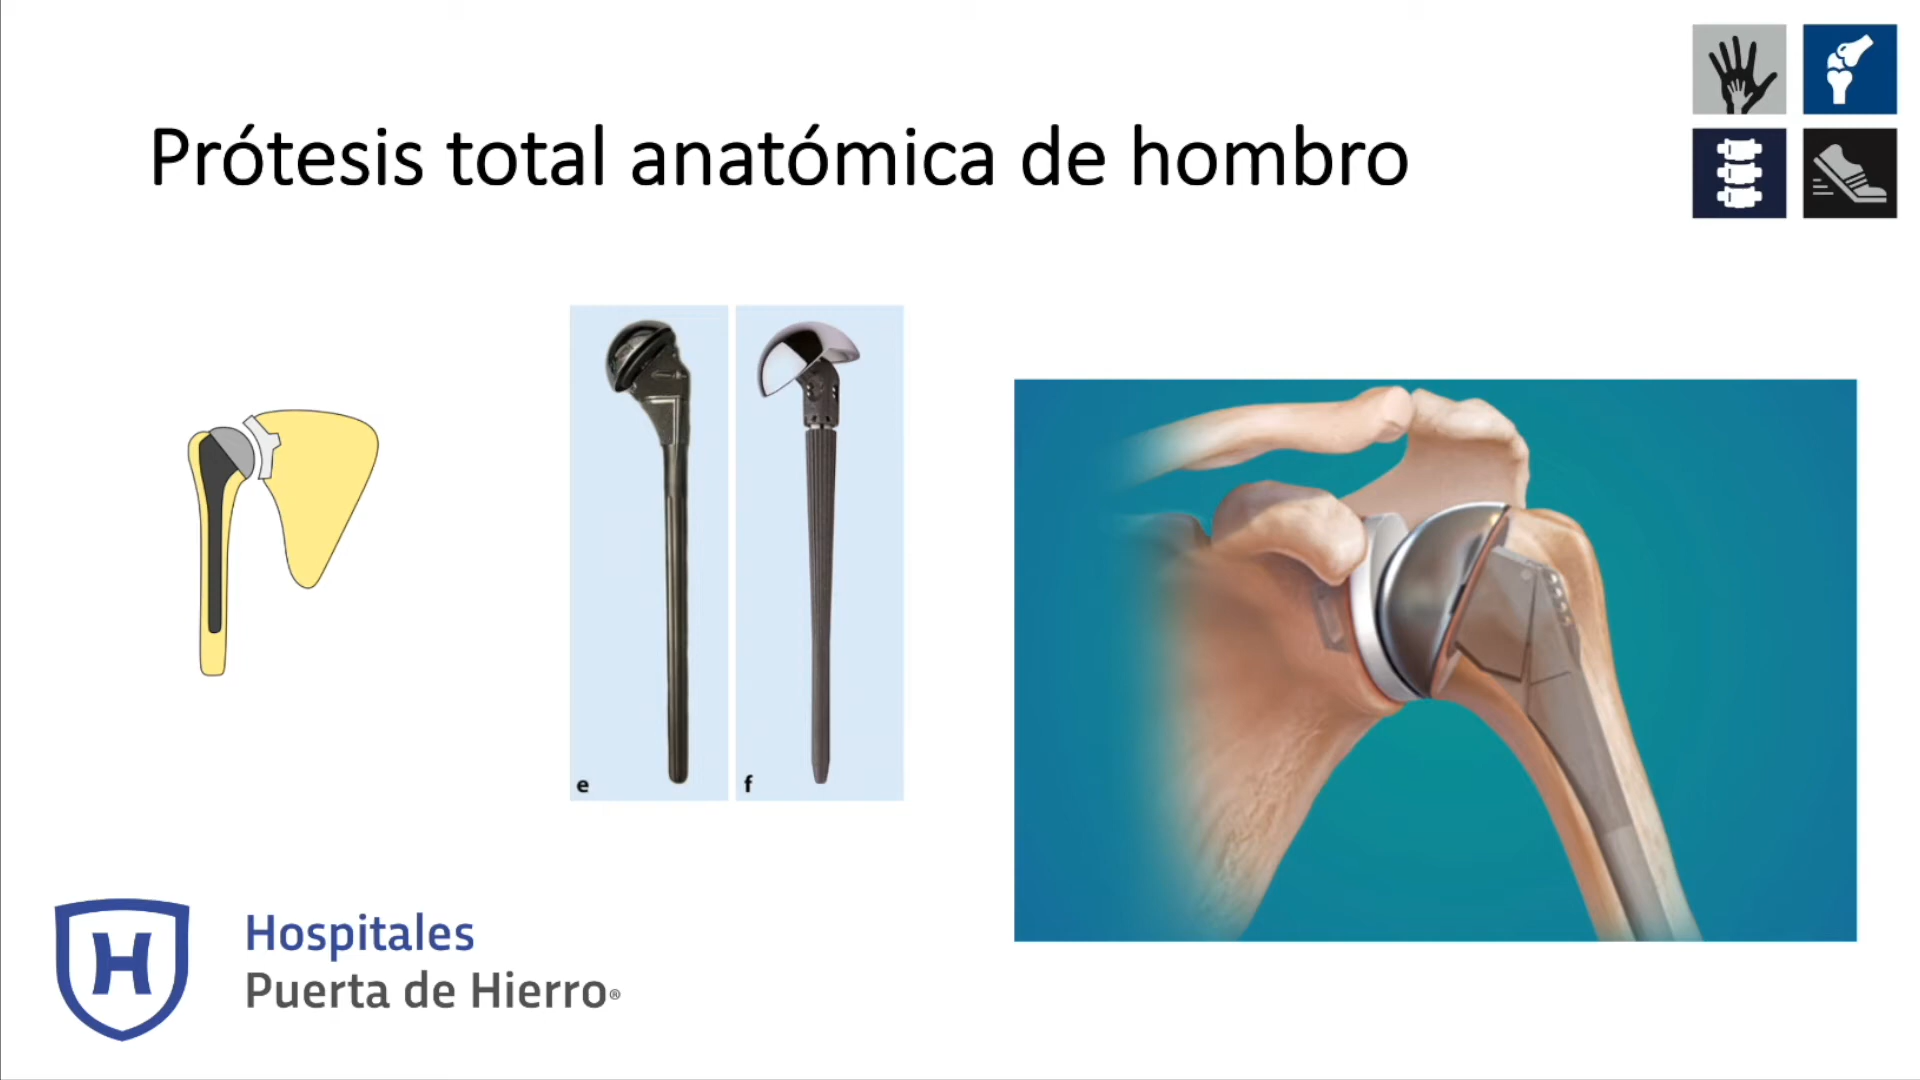 Prótesis total anatómica de hombro
e
f
H
Hospitales
Puerta de Hierro®